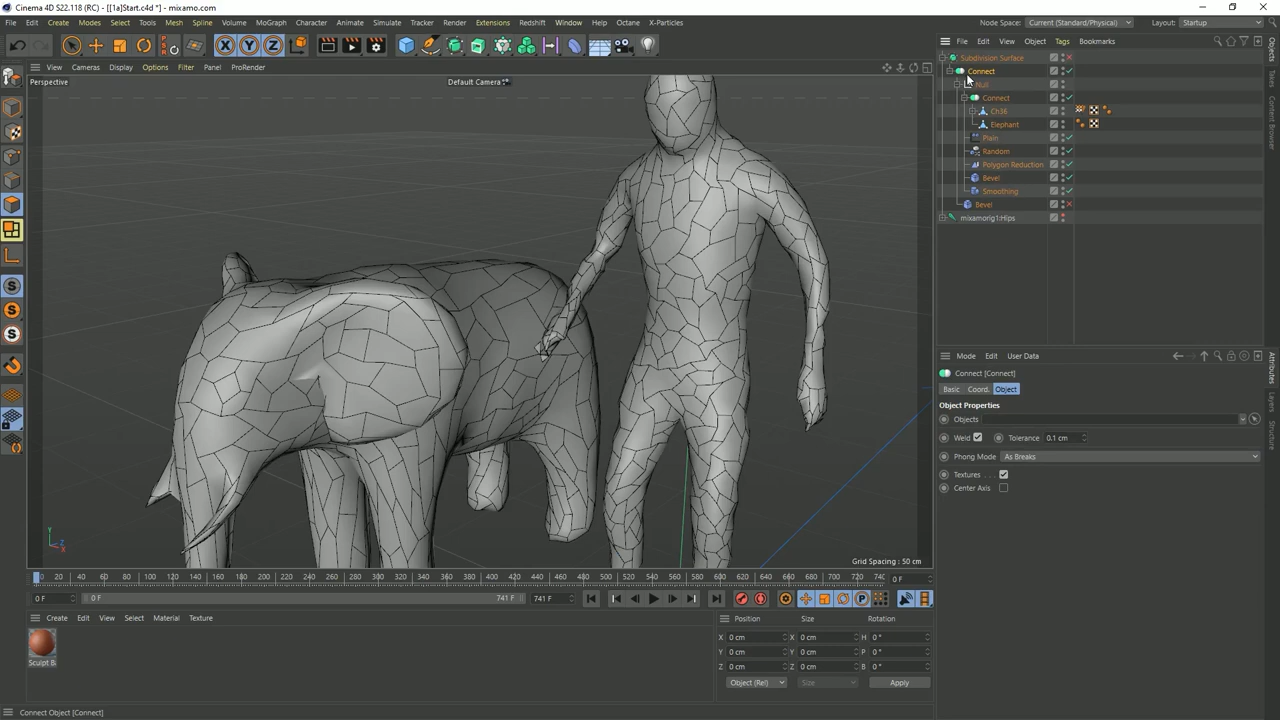 Cinema 4D S22.118 (RC) - [[1a]Start.c4d *] - mixamo.com
File Edit Create Modes Select Tools Mesh Spline Volume MoGraph Character Animate Simulate Tracker Render Extensions Redshift Window Help Octane X-Particles
Node Space: Current (Standard/Physical) Layout: Startup
X Y Z
File Edit View Object Tags Bookmarks
View Cameras Display Options Filter Panel ProRender
Perspective
Default Camera
Subdivision Surface
Connect
Null
Connect
Ch36
Elephant
Plain
Random
Polygon Reduction
Bevel
Smoothing
Bevel
mixamorig1:Hips
Objects
Takes
Content Browser
Mode Edit User Data
Connect [Connect]
Basic Coord. Object
Object Properties
Objects
Weld Tolerance 0.1 cm
Phong Mode As Breaks
Textures
Center Axis
Attributes
Layers
Structure
Y
Z
X
Grid Spacing : 50 cm
0 20 40 60 80 100 120 140 160 180 200 220 240 260 280 300 320 340 360 380 400 420 440 460 480 500 520 540 560 580 600 620 640 660 680 700 720 740 0 F
0 F 0 F 741 F 741 F
Create Edit View Select Material Texture
Sculpt B
Position Size Rotation
X 0 cm X 0 cm H 0 °
Y 0 cm Y 0 cm P 0 °
Z 0 cm Z 0 cm B 0 °
Object (Rel) Size Apply
Connect Object [Connect]